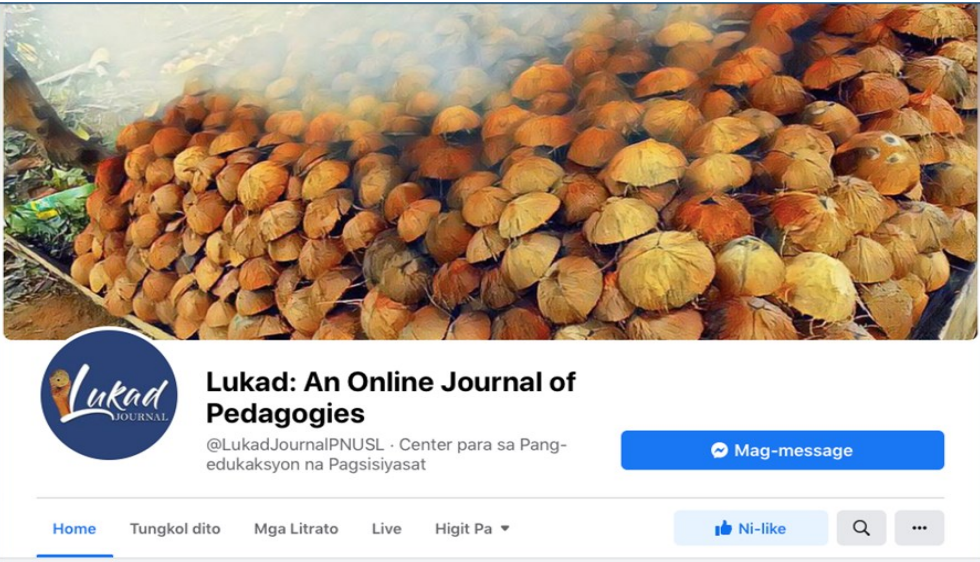 Lukad
JOURNAL
Lukad: An Online Journal of
Pedagogies
@LukadJournalPNUSL · Center para sa Pang-
edukaksyon na Pagsisiyasat
Mag-message
Home Tungkol dito Mga Litrato Live Higit Pa
Ni-like